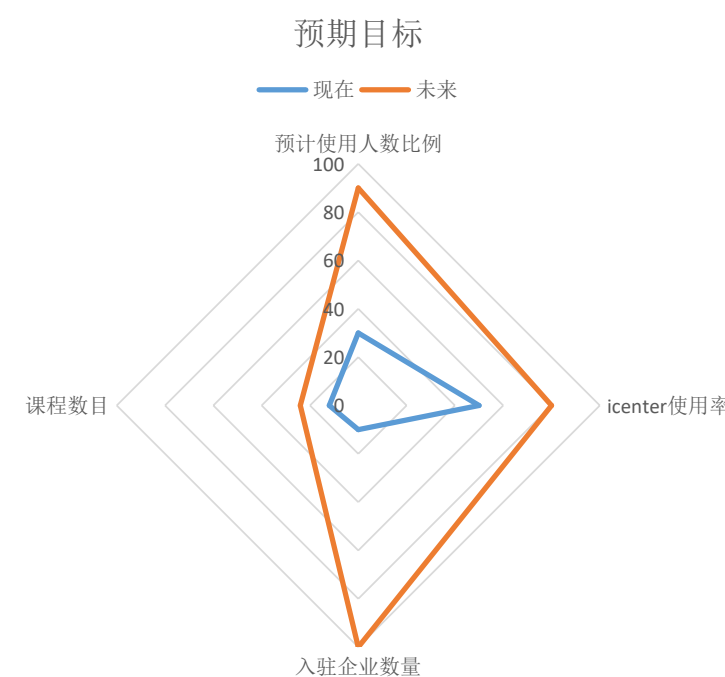 预期目标
现在 未来
预计使用人数比例
100
80
60
40
20
0
课程数目
icenter使用率
入驻企业数量